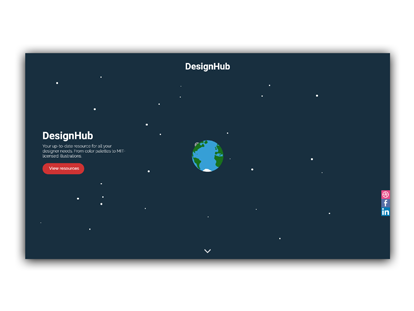 DesignHub
DesignHub
Your up-to-date resource for all your
designer needs. From color palettes to MIT-
licensed illustrations.
View resources
f
in